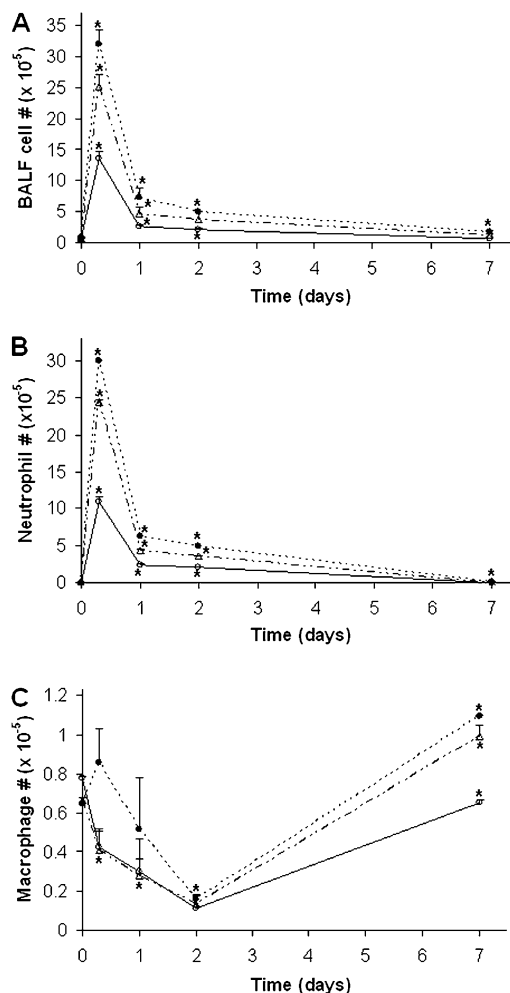 A
BALF cell # (x 10-5)
35
30
25
20
15
10
5
0
0 1 2 3 4 5 6 7
Time (days)
B
Neutrophil # (x10-5)
30
25
20
15
10
5
0
0 1 2 3 4 5 6 7
Time (days)
C
Macrophage # (x 10-5)
1.2
1
0.8
0.6
0.4
0.2
0
0 1 2 3 4 5 6 7
Time (days)